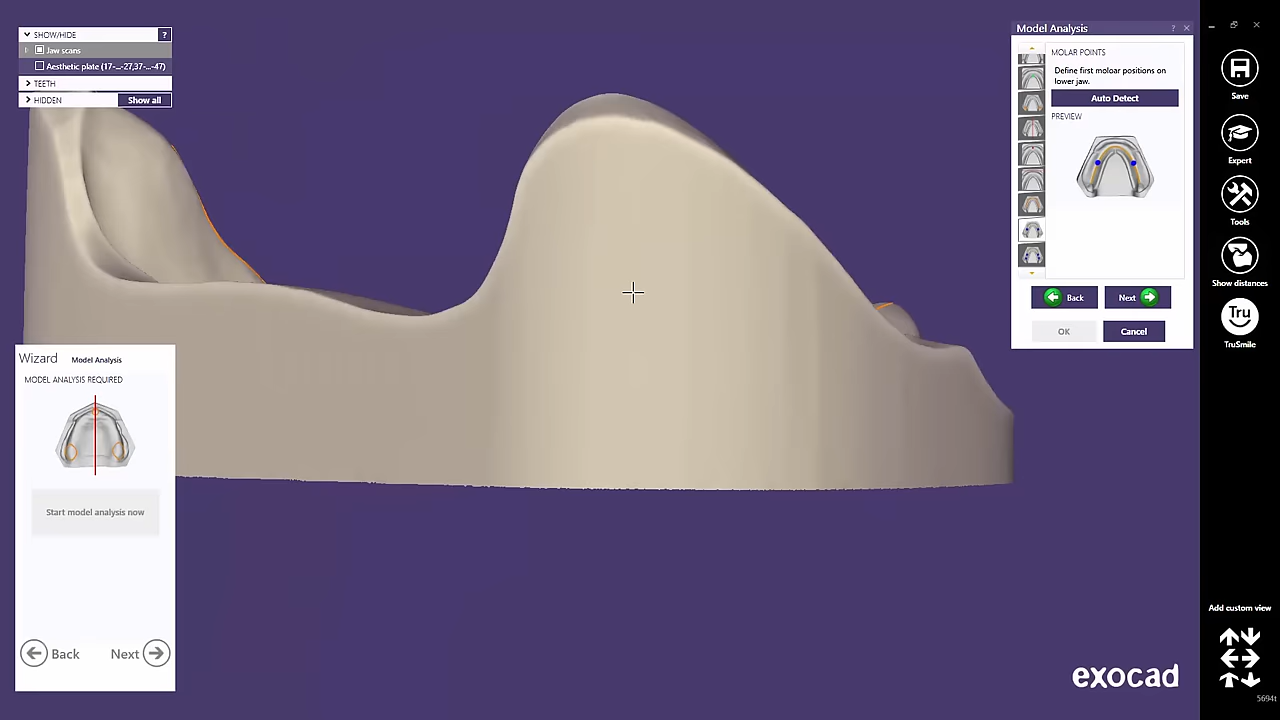 SHOW/HIDE
?
Jaw scans
Aesthetic plate (17-...-27,37-...-47)
TEETH
HIDDEN
Show all
Wizard
Model Analysis
MODEL ANALYSIS REQUIRED
Start model analysis now
Back
Next
Model Analysis
?
MOLAR POINTS
Define first moloar positions on
lower jaw.
Auto Detect
PREVIEW
Back
Next
OK
Cancel
Save
Expert
Tools
Show distances
Tru
TruSmile
Add custom view
exocad
5694t